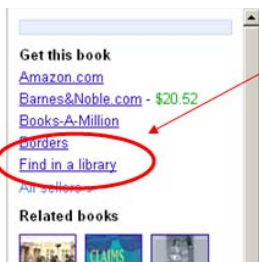 Get this book
Amazon.com
Barnes&Noble.com - $20.52
Books-A-Million
Borders
Find in a library
All sellers »
Related books
CLAIMS